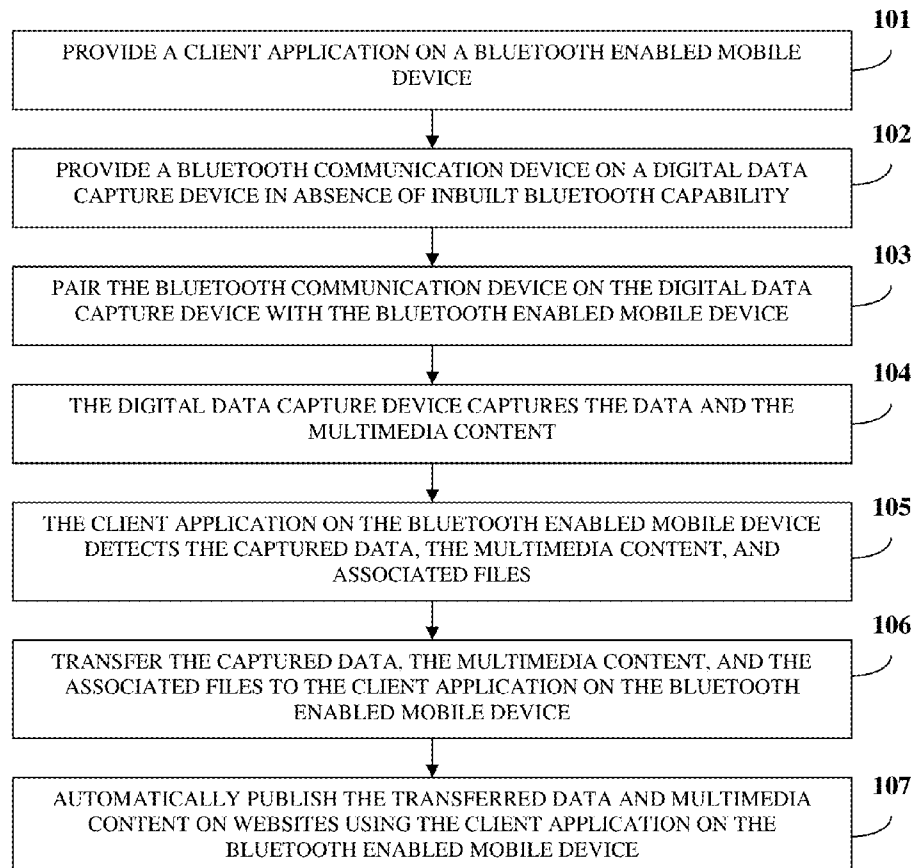 101
PROVIDE A CLIENT APPLICATION ON A BLUETOOTH ENABLED MOBILE
DEVICE
102
PROVIDE A BLUETOOTH COMMUNICATION DEVICE ON A DIGITAL DATA
CAPTURE DEVICE IN ABSENCE OF INBUILT BLUETOOTH CAPABILITY
103
PAIR THE BLUETOOTH COMMUNICATION DEVICE ON THE DIGITAL DATA
CAPTURE DEVICE WITH THE BLUETOOTH ENABLED MOBILE DEVICE
104
THE DIGITAL DATA CAPTURE DEVICE CAPTURES THE DATA AND THE
MULTIMEDIA CONTENT
105
THE CLIENT APPLICATION ON THE BLUETOOTH ENABLED MOBILE DEVICE
DETECTS THE CAPTURED DATA, THE MULTIMEDIA CONTENT, AND
ASSOCIATED FILES
106
TRANSFER THE CAPTURED DATA, THE MULTIMEDIA CONTENT, AND THE
ASSOCIATED FILES TO THE CLIENT APPLICATION ON THE BLUETOOTH
ENABLED MOBILE DEVICE
107
AUTOMATICALLY PUBLISH THE TRANSFERRED DATA AND MULTIMEDIA
CONTENT ON WEBSITES USING THE CLIENT APPLICATION ON THE
BLUETOOTH ENABLED MOBILE DEVICE